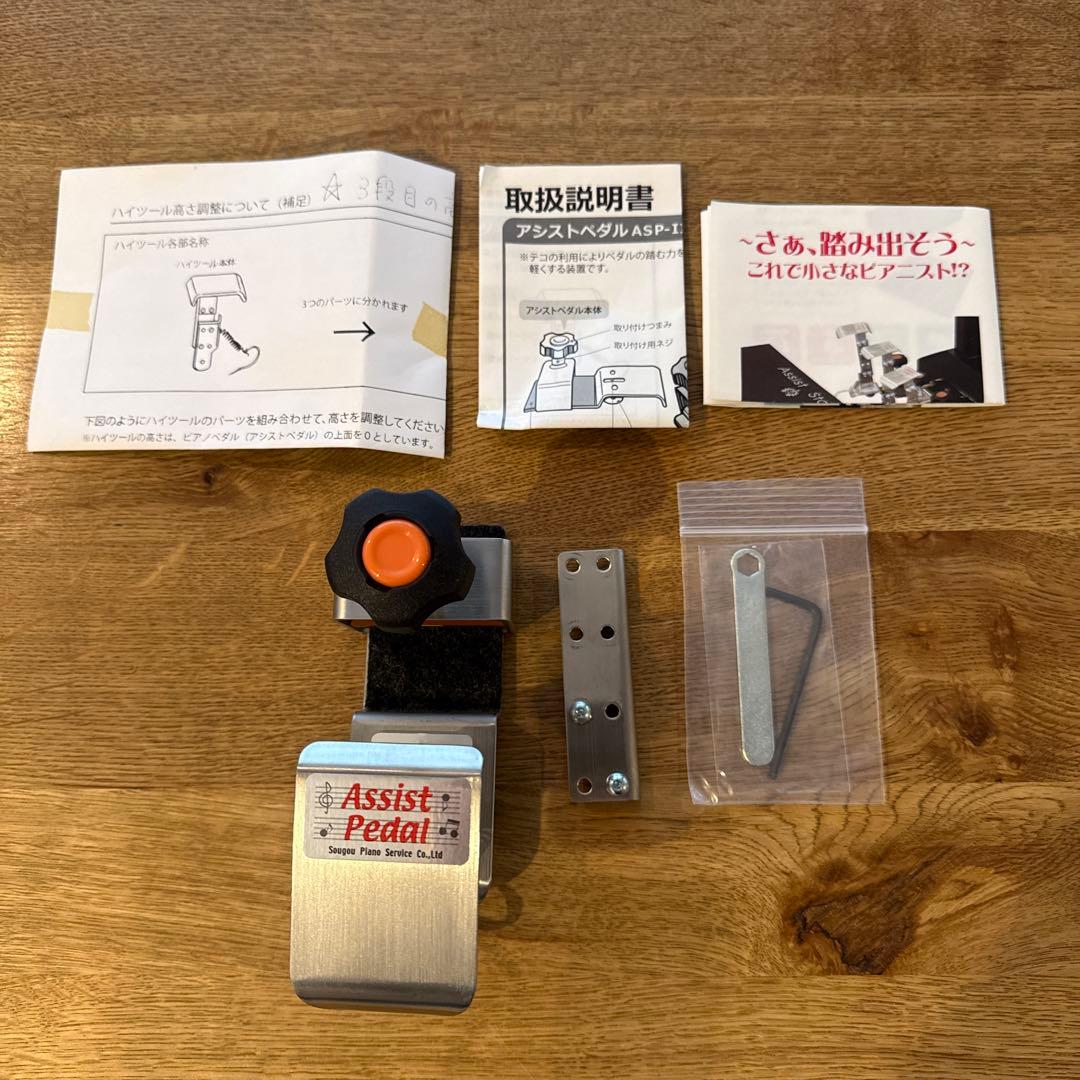 ハイツール高さ調整について（補足） ☆ 3段目の
ハイツール各部名称
ハイツール本体
3つのパーツに分かれます
下図のようにハイツールのパーツを組み合わせて、高さを調整してください
※ハイツールの高さは、ピアノペダル（アシストペダル）の上面を０としています。
取扱説明書
アシストペダル ASP-I
※テコの利用によりペダルの踏む力を
軽くする装置です。
アシストペダル本体
取り付けつまみ
取り付け用ネジ
～さぁ、踏み出そう～
これで小さなピアニスト!?
Assist
Assist
Pedal
Sougou Piano Service Co.,Ltd